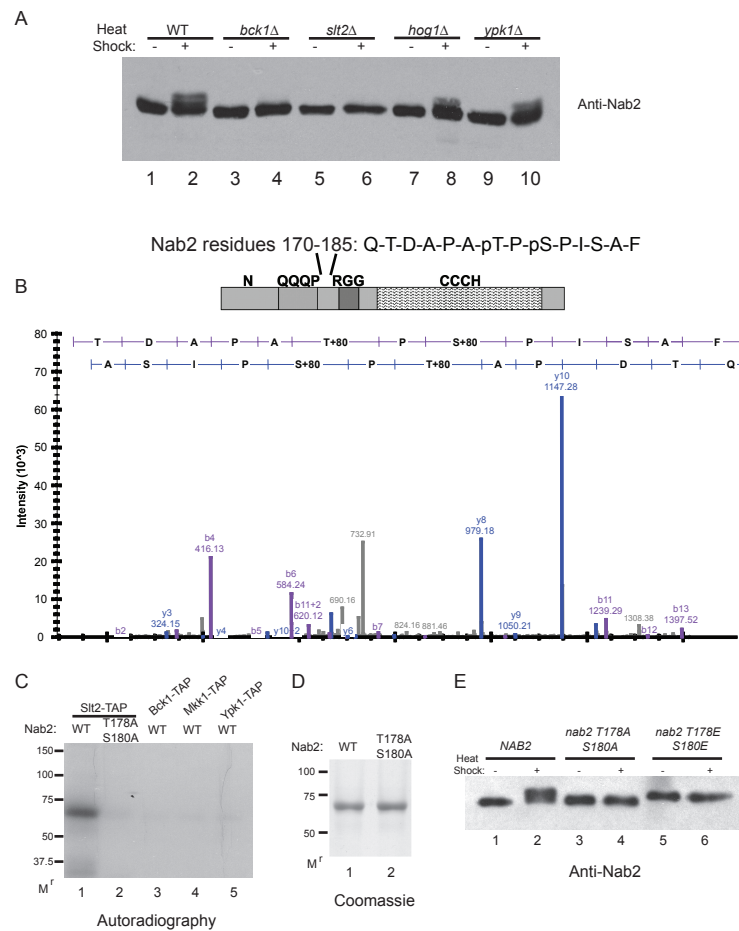 A
Heat WT bck1Δ slt2Δ hog1Δ ypk1Δ
Shock: - + - + - + - + - +
Anti-Nab2
1 2 3 4 5 6 7 8 9 10
Nab2 residues 170-185: Q-T-D-A-P-A-pT-P-pS-P-I-S-A-F
B
N QQQP RGG CCCH
80
70
60
50
40
30
20
10
0
Intensity (10^3)
T D A P A T+80 P S+80 P I S A F
A S I P S+80 P T+80 A P D T Q
y10
1147.28
b4
416.13
732.91
y8
979.18
b6
584.24
b11+2
620.12
690.16
y3
324.15
b2
y4
b5
y6
b7
824.16
881.46
y9
1050.21
b11
1239.29
1308.38
b12
b13
1397.52
C
Slt2-TAP Bck1-TAP Mkk1-TAP Ypk1-TAP
Nab2: WT T178A S180A WT WT WT
150
100
75
50
37.5
Mr
1 2 3 4 5
Autoradiography
D
Nab2: WT T178A S180A
100
75
50
Mr
1 2
Coomassie
E
NAB2 nab2 T178A S180A nab2 T178E S180E
Heat
Shock: - + - + - +
1 2 3 4 5 6
Anti-Nab2